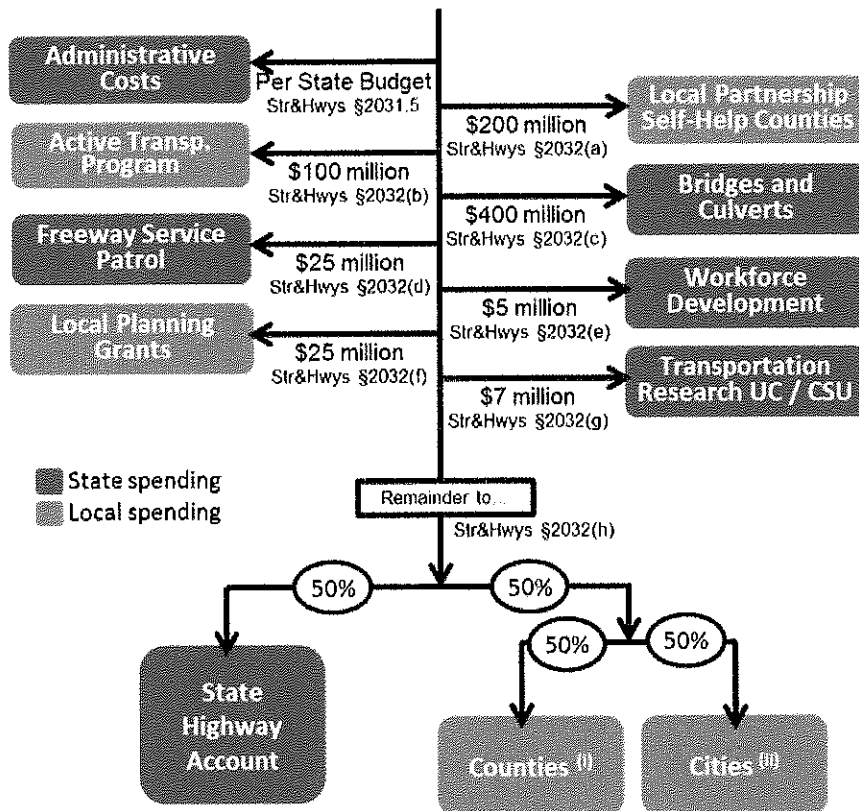 Administrative
Costs
Per State Budget
Str&Hwys §2031.5
Local Partnership
Self-Help Counties
$200 million
Str&Hwys §2032(a)
Active Transp.
Program
$100 million
Str&Hwys §2032(b)
Bridges and
Culverts
$400 million
Str&Hwys §2032(c)
Freeway Service
Patrol
$25 million
Str&Hwys §2032(d)
Workforce
Development
$5 million
Str&Hwys §2032(e)
Local Planning
Grants
$25 million
Str&Hwys §2032(f)
Transportation
Research UC / CSU
$7 million
Str&Hwys §2032(g)
State spending
Local spending
Remainder to...
Str&Hwys §2032(h)
50%
50%
50%
50%
State
Highway
Account
Counties (i)
Cities (ii)